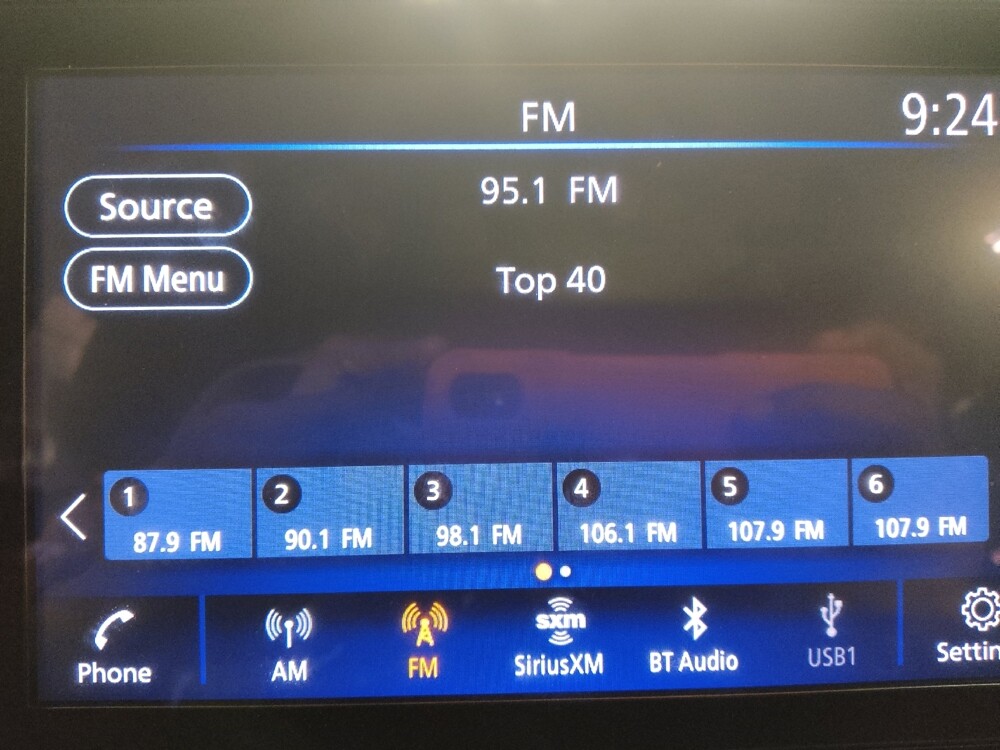 FM
9:24
Source
95.1 FM
FM Menu
Top 40
1
87.9 FM
2
90.1 FM
3
98.1 FM
4
106.1 FM
5
107.9 FM
6
107.9 FM
Phone
AM
FM
sxm
SiriusXM
BT Audio
USB1
Settin